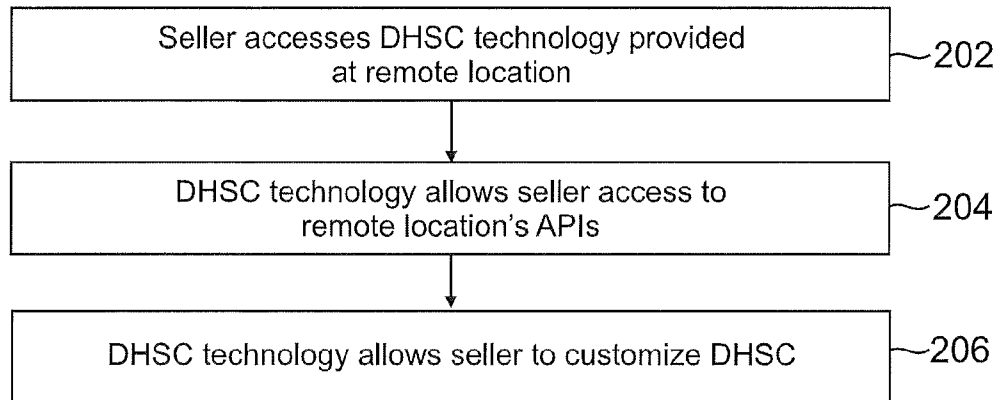 Seller accesses DHSC technology provided
at remote location
202
DHSC technology allows seller access to
remote location's APIs
204
DHSC technology allows seller to customize DHSC
206